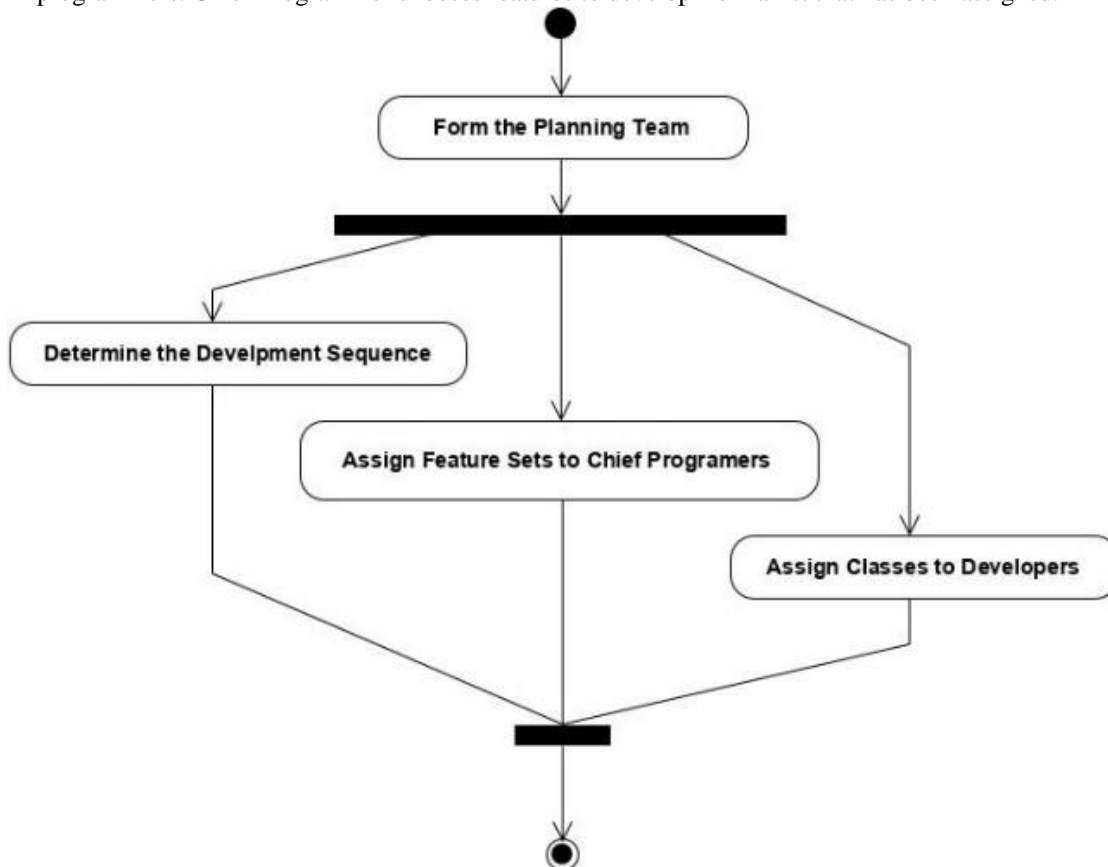 Form the Planning Team
Determine the Develpment Sequence
Assign Feature Sets to Chief Programers
Assign Classes to Developers